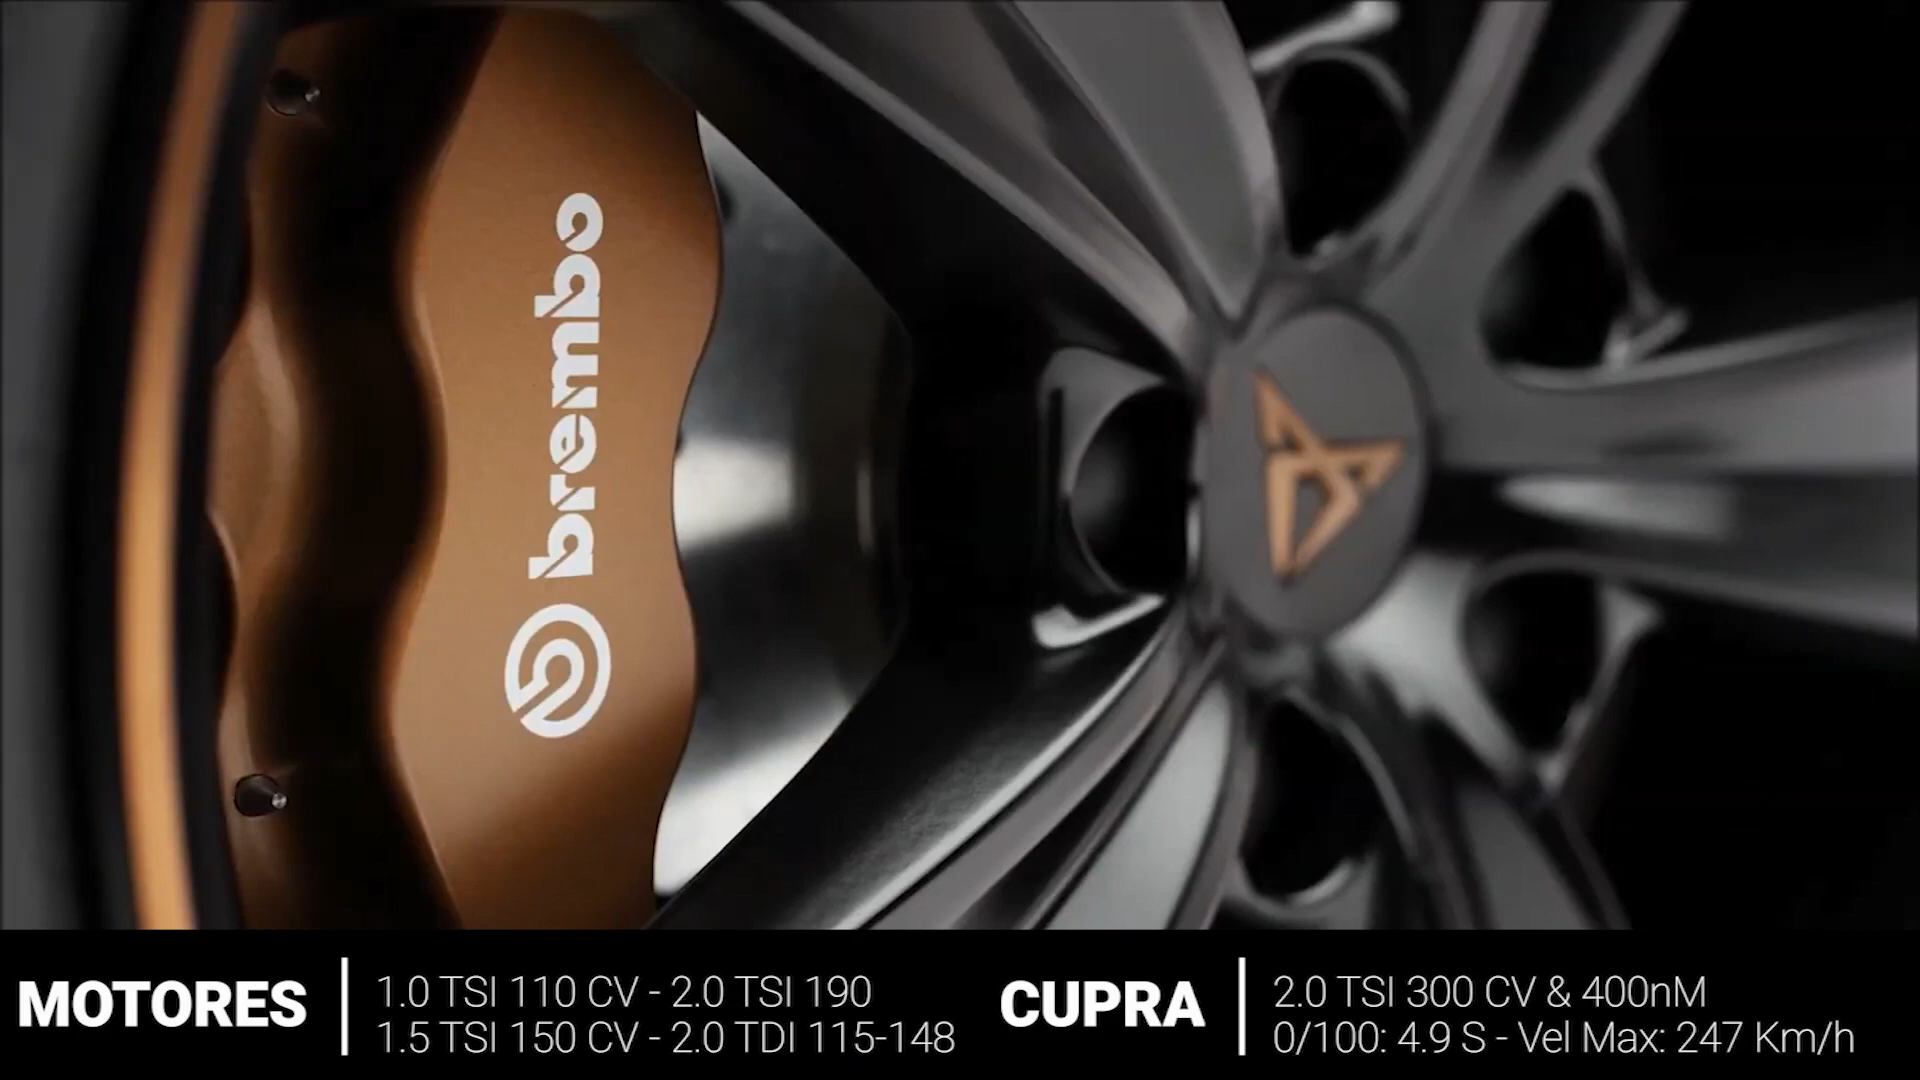 brembo
MOTORES
1.0 TSI 110 CV - 2.0 TSI 190
1.5 TSI 150 CV - 2.0 TDI 115-148
CUPRA
2.0 TSI 300 CV & 400nM
0/100: 4.9 S - Vel Max: 247 Km/h